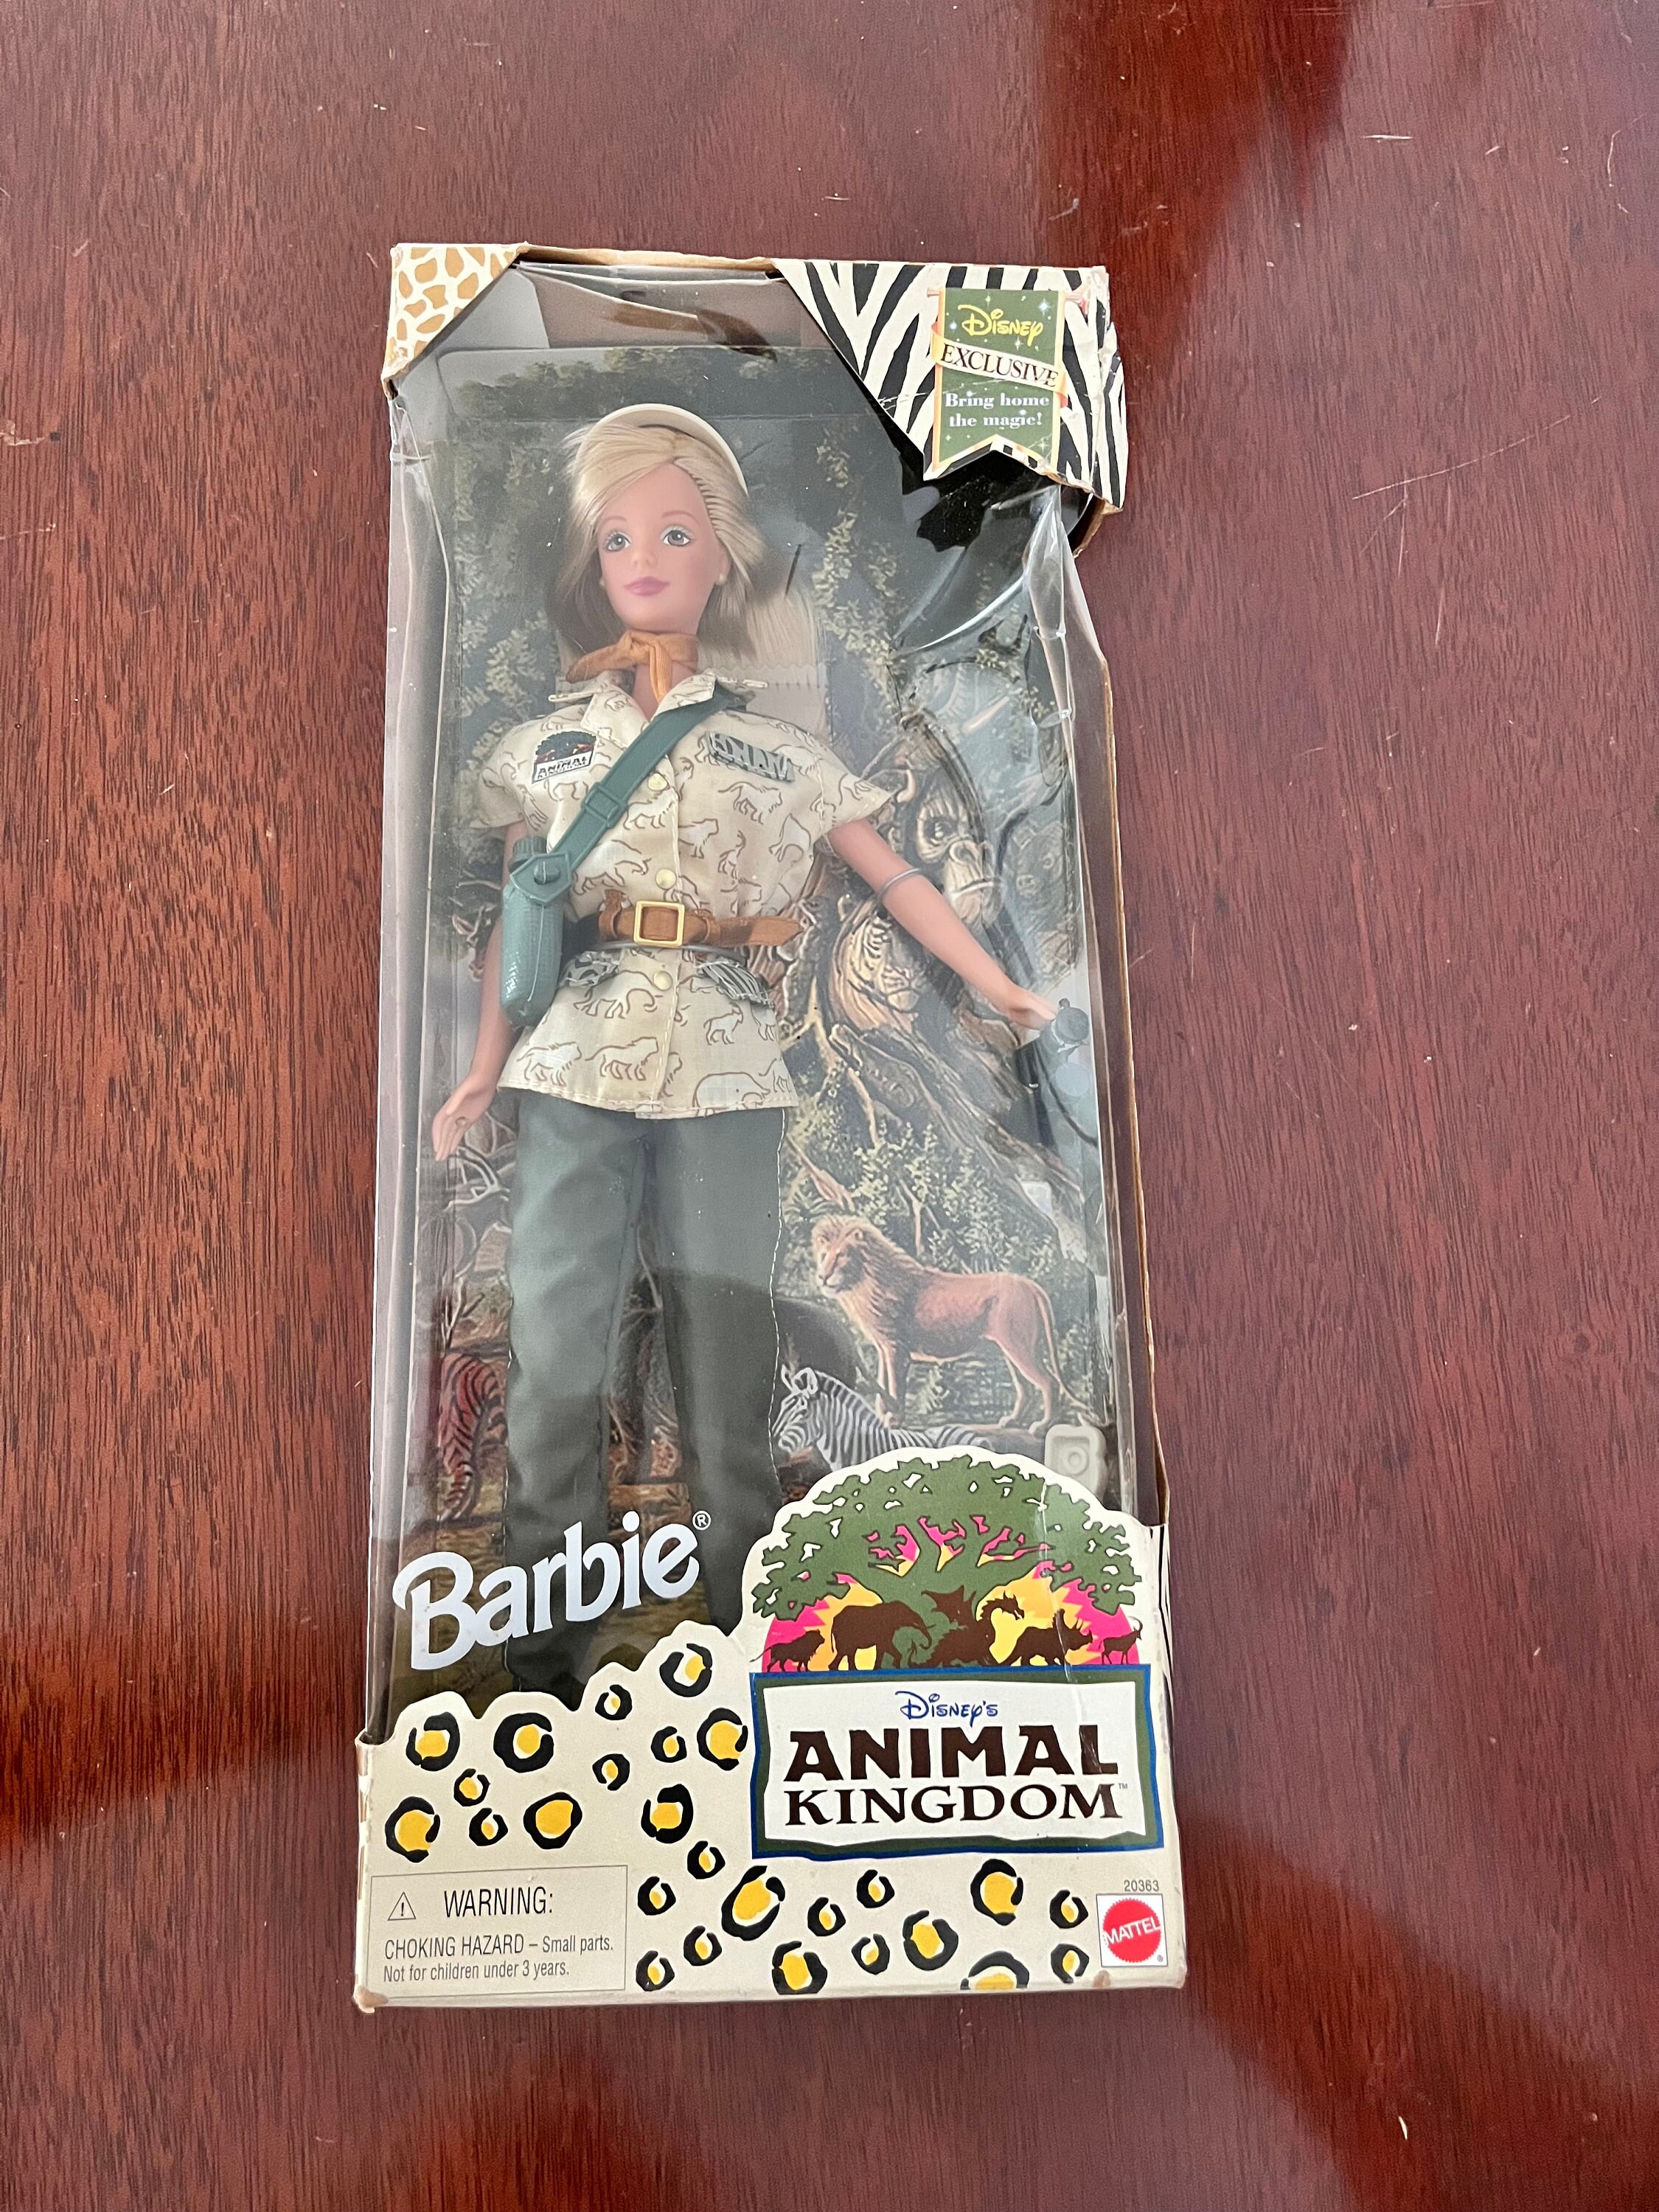 Disney
EXCLUSIVE
Bring home
the magic!
ANIMAL
KINGDOM
Barbie®
Disney's
ANIMAL
KINGDOM™
⚠ WARNING:
CHOKING HAZARD – Small parts.
Not for children under 3 years.
20363
MATTEL
®